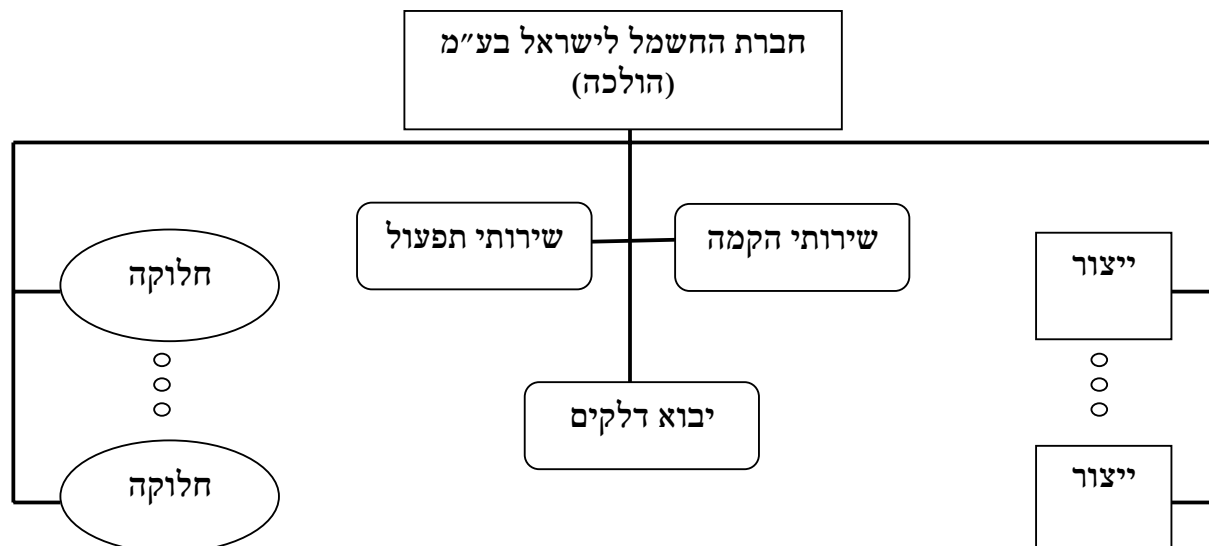 חברת החשמל לישראל בע״מ
(הולכה)
שירותי הקמה
שירותי תפעול
ייצור
חלוקה
יבוא דלקים
ייצור
חלוקה